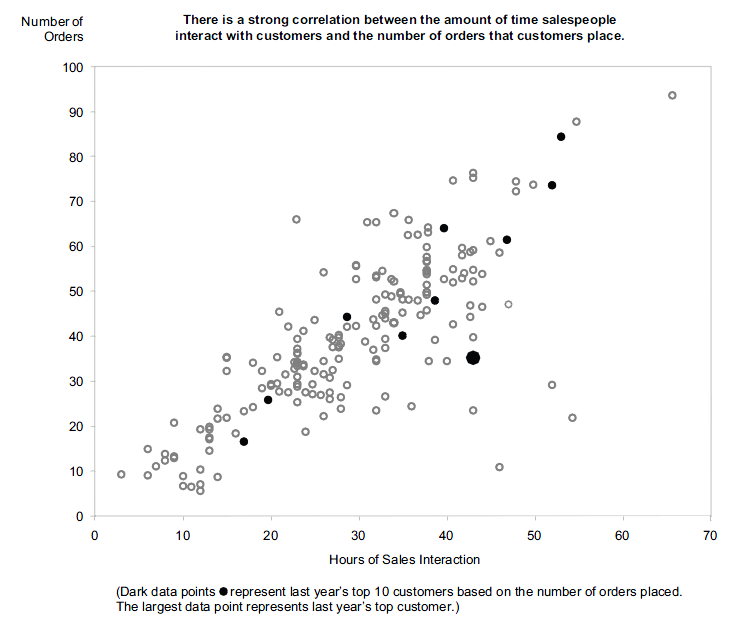 Number of
Orders
There is a strong correlation between the amount of time salespeople
interact with customers and the number of orders that customers place.
100
90
80
70
60
50
40
30
20
10
0
0 10 20 30 40 50 60 70
Hours of Sales Interaction
(Dark data points ● represent last year's top 10 customers based on the number of orders placed.
The largest data point represents last year's top customer.)